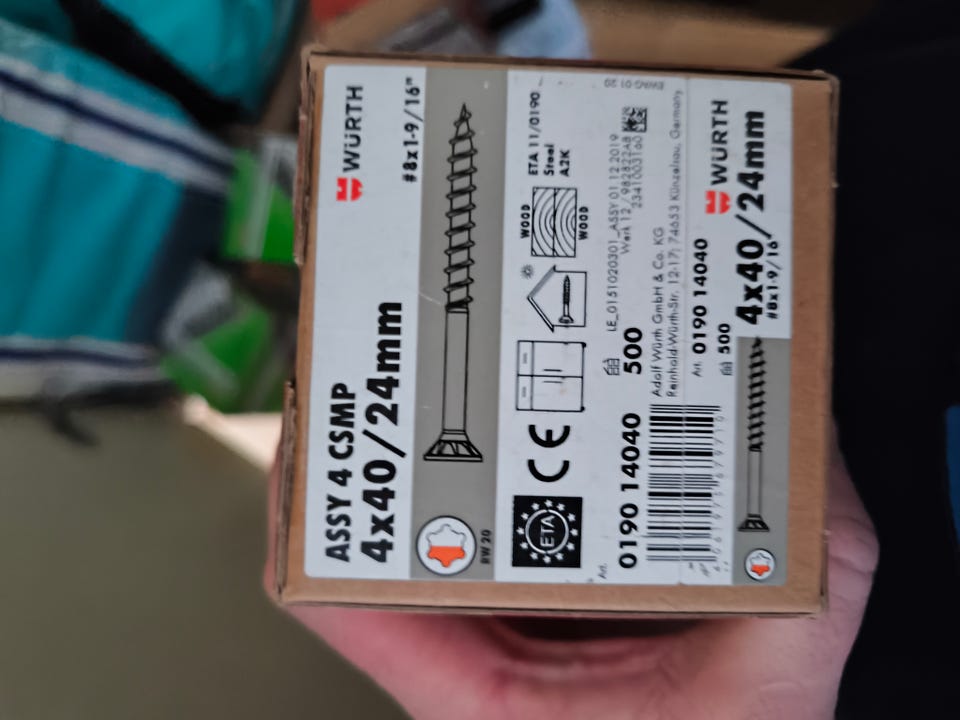 WÜRTH
ASSY 4 CSMP
4x40/24mm
#8x1-9/16"
RW 20
ETA
CE
WOOD
WOOD
ETA 11/0190
Steel
A2K
Art. 0190 14040
500
LE_0151020301_ASSY 01.12.2019
Adolf Würth GmbH & Co. KG
Reinhold-Würth-Str. 12-17, 74653 Künzelsau, Germany
Art. 0190 14040
500
WÜRTH
4x40/24mm
#8x1-9/16"